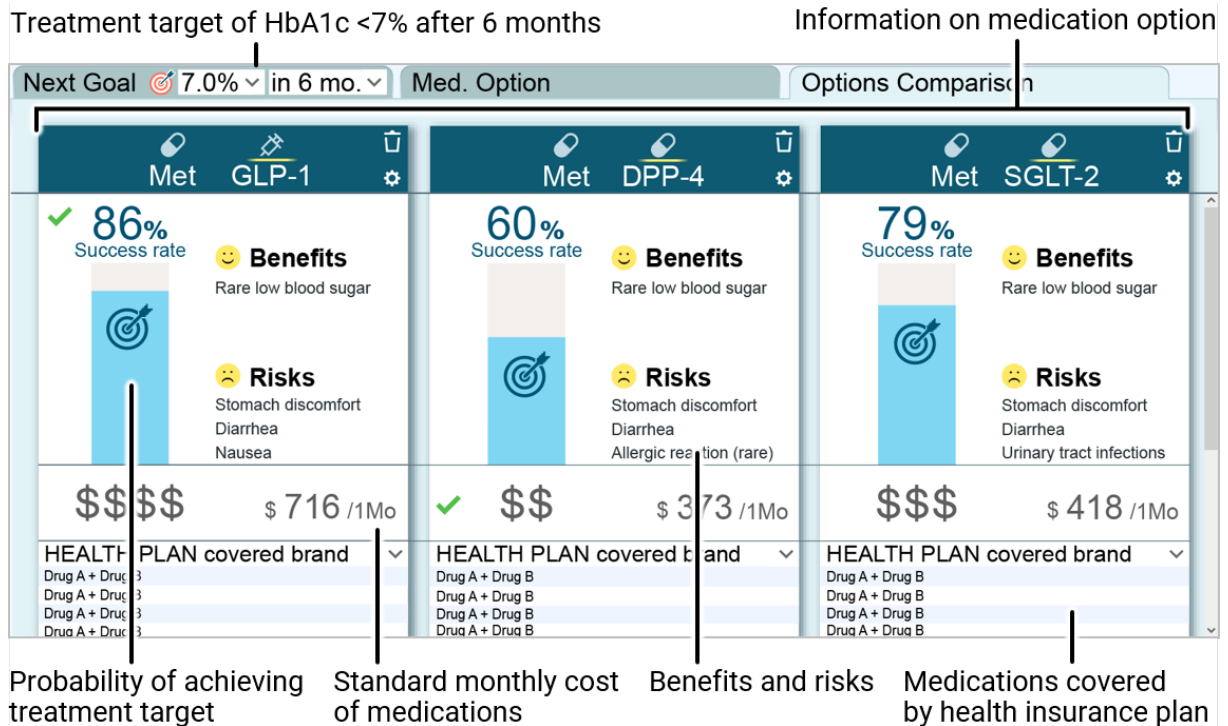 Treatment target of HbA1c <7% after 6 months
Information on medication option
Next Goal 7.0% in 6 mo.
Med. Option
Options Comparison
Met GLP-1
86%
Success rate
Benefits
Rare low blood sugar
Risks
Stomach discomfort
Diarrhea
Nausea
$$$$
$ 716 /1Mo
HEALTH PLAN covered brand
Drug A + Drug B
Drug A + Drug B
Drug A + Drug B
Drug A + Drug B
Met DPP-4
60%
Success rate
Benefits
Rare low blood sugar
Risks
Stomach discomfort
Diarrhea
Allergic reaction (rare)
$$
$ 373 /1Mo
HEALTH PLAN covered brand
Drug A + Drug B
Drug A + Drug B
Drug A + Drug B
Drug A + Drug B
Met SGLT-2
79%
Success rate
Benefits
Rare low blood sugar
Risks
Stomach discomfort
Diarrhea
Urinary tract infections
$$$
$ 418 /1Mo
HEALTH PLAN covered brand
Drug A + Drug B
Drug A + Drug B
Drug A + Drug B
Drug A + Drug B
Probability of achieving
treatment target
Standard monthly cost
of medications
Benefits and risks
Medications covered
by health insurance plan